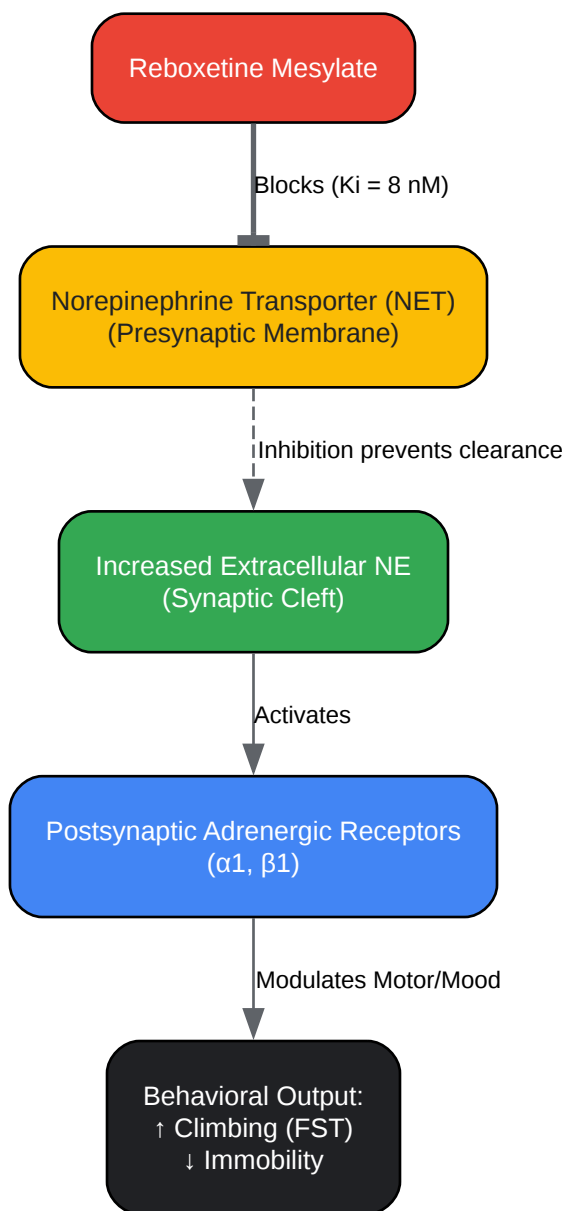 Reboxetine Mesylate
Blocks (Ki = 8 nM)
Norepinephrine Transporter (NET)
(Presynaptic Membrane)
Inhibition prevents clearance
Increased Extracellular NE
(Synaptic Cleft)
Activates
Postsynaptic Adrenergic Receptors
(α1, β1)
Modulates Motor/Mood
Behavioral Output:
↑ Climbing (FST)
↓ Immobility